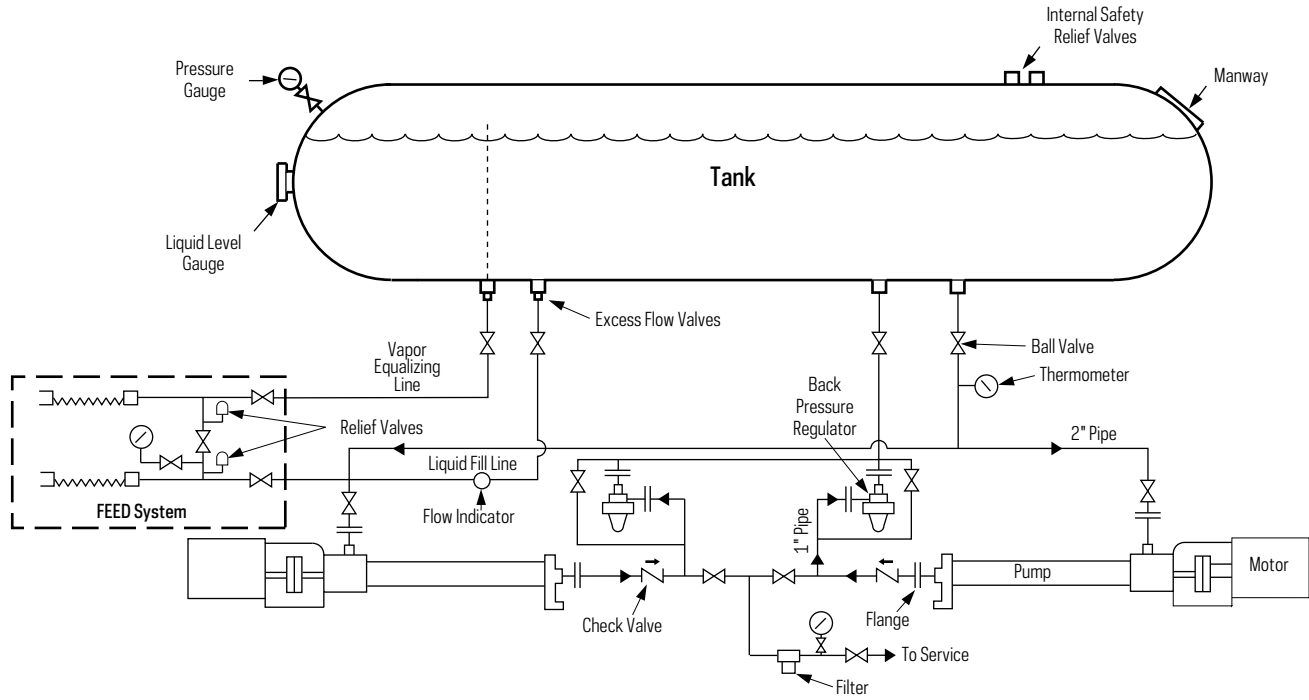 Internal Safety
Relief Valves
Pressure
Gauge
Manway
Tank
Liquid Level
Gauge
Excess Flow Valves
Ball Valve
Vapor
Equalizing
Line
Thermometer
Back
Pressure
Regulator
Relief Valves
2" Pipe
Liquid Fill Line
FEED System
Flow Indicator
1" Pipe
Pump
Motor
Check Valve
Flange
To Service
Filter